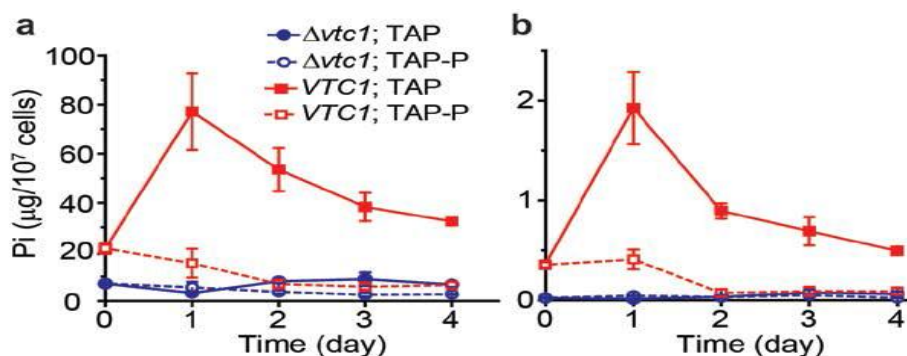 a
b
Δvtc1; TAP
Δvtc1; TAP-P
VTC1; TAP
VTC1; TAP-P
Pi (μg/10⁷ cells)
100
80
60
40
20
0
0 1 2 3 4
Time (day)
2
1
0
0 1 2 3 4
Time (day)